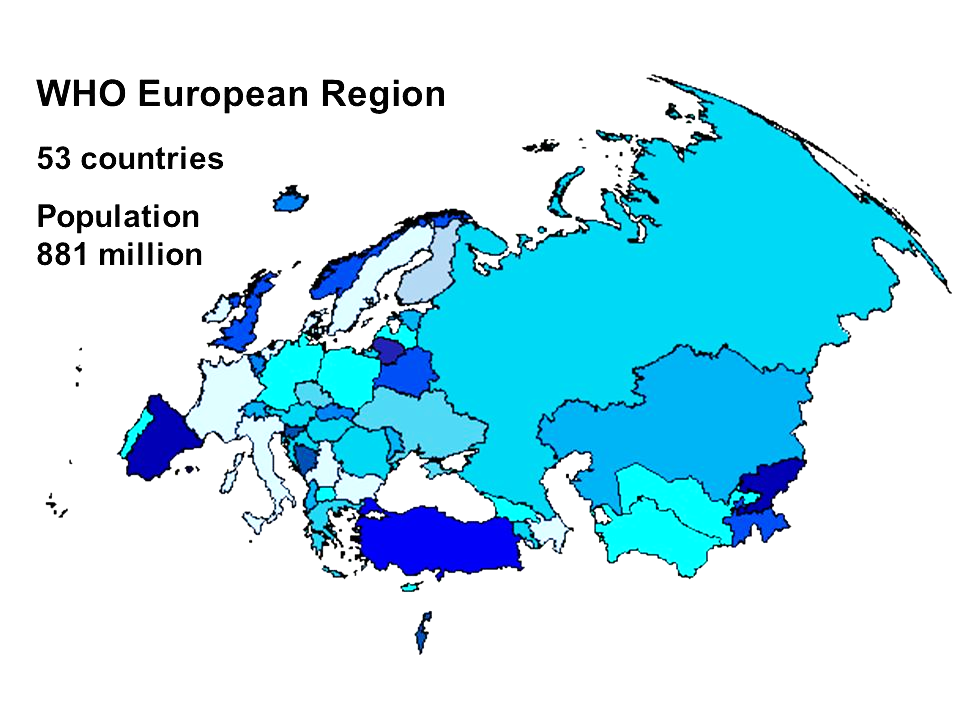 WHO European Region
53 countries
Population
881 million